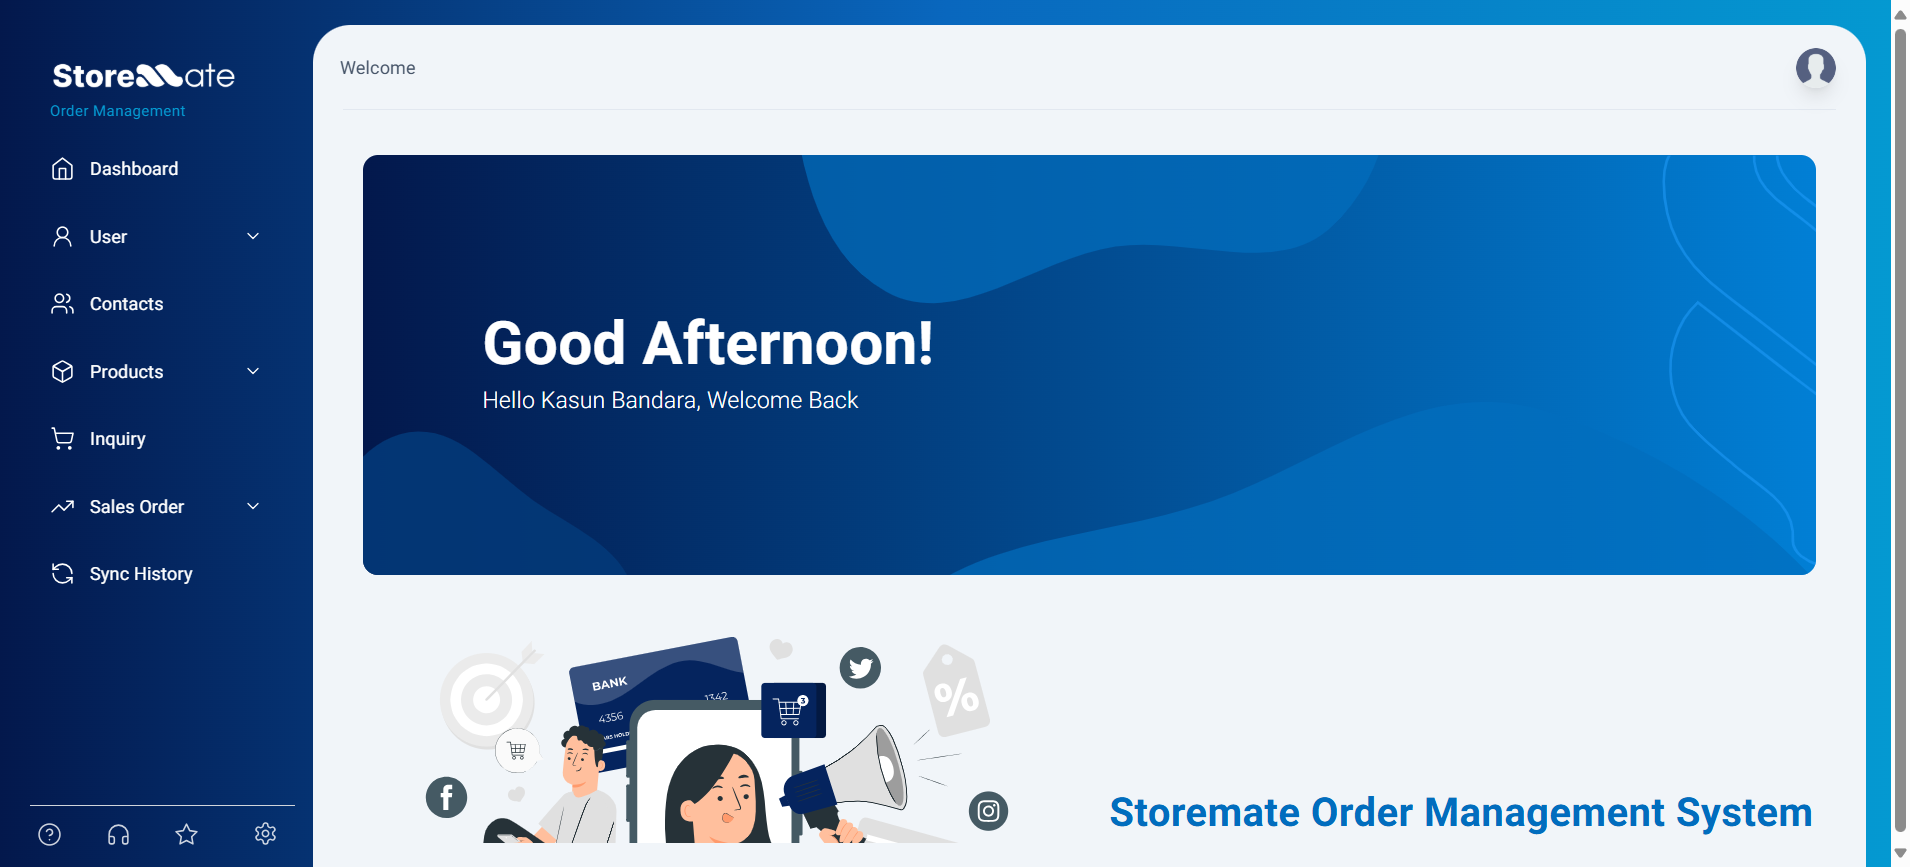 StoreMate
Order Management
Dashboard
User
Contacts
Products
Inquiry
Sales Order
Sync History
Welcome
Good Afternoon!
Hello Kasun Bandara, Welcome Back
BANK
1342
4356
3
%
Storemate Order Management System